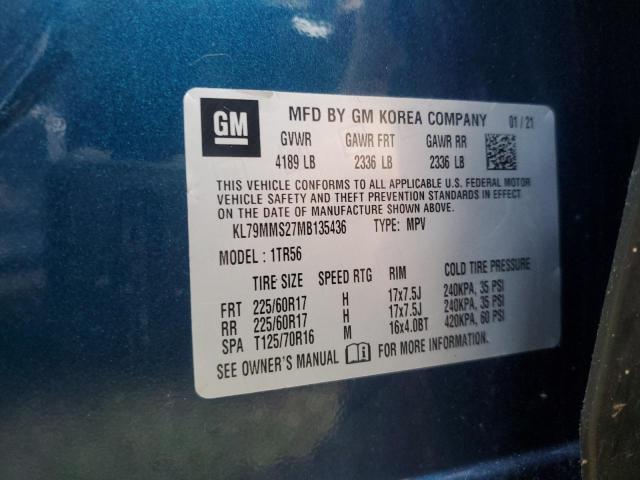 GM
MFD BY GM KOREA COMPANY 01 / 21
GVWR GAWR FRT GAWR RR
4189 LB 2336 LB 2336 LB
THIS VEHICLE CONFORMS TO ALL APPLICABLE U.S. FEDERAL MOTOR
VEHICLE SAFETY AND THEFT PREVENTION STANDARDS IN EFFECT
ON THE DATE OF MANUFACTURE SHOWN ABOVE.
KL79MMS27MB135436 TYPE: MPV
MODEL : 1TR56
TIRE SIZE SPEED RTG RIM COLD TIRE PRESSURE
FRT 225/60R17 H 17x7.5J 240KPA, 35 PSI
RR 225/60R17 H 17x7.5J 240KPA, 35 PSI
SPA T125/70R16 M 16x4.0BT 420KPA, 60 PSI
SEE OWNER'S MANUAL FOR MORE INFORMATION.